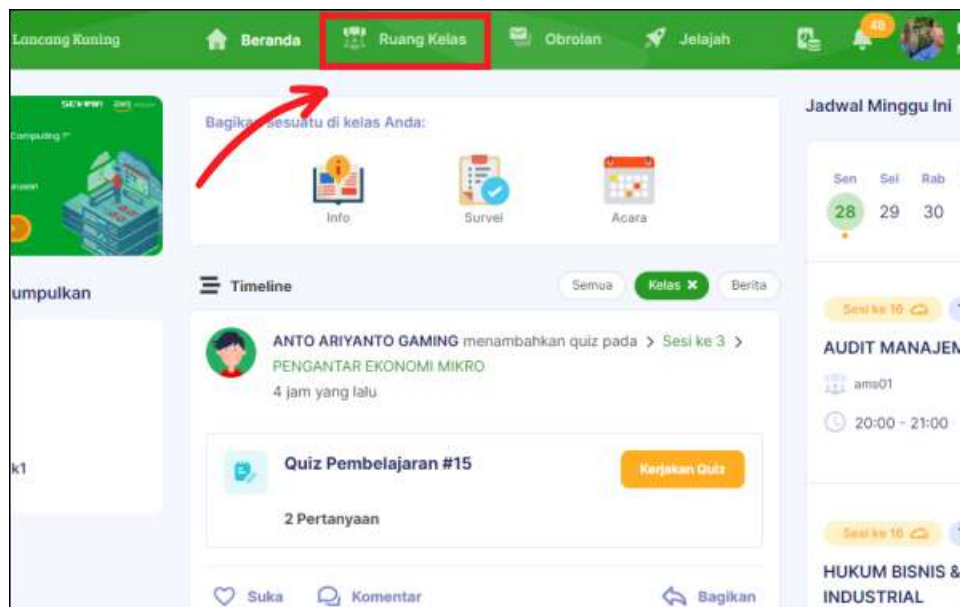 Lancang Kuning
Beranda
Ruang Kelas
Obrolan
Jelajah
48
SEVIMA aws
Computing
umpulkan
k1
Bagikan sesuatu di kelas Anda:
Info
Survei
Acara
Timeline
Semua
Kelas X
Berita
ANTO ARIYANTO GAMING menambahkan quiz pada > Sesi ke 3 >
PENGANTAR EKONOMI MIKRO
4 jam yang lalu
Quiz Pembelajaran #15
Kerjakan Quiz
2 Pertanyaan
Suka
Komentar
Bagikan
Jadwal Minggu Ini
Sen Sel Rab
28 29 30
Sesi ke 16
AUDIT MANAJEM
ams01
20:00 - 21:00
Sesi ke 16
HUKUM BISNIS &
INDUSTRIAL